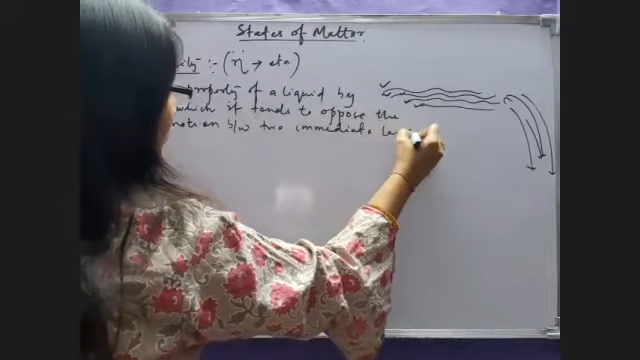 States of Matter
:- (η → eta)
property of a liquid by
which it tends to oppose the
motion b/w two immediate